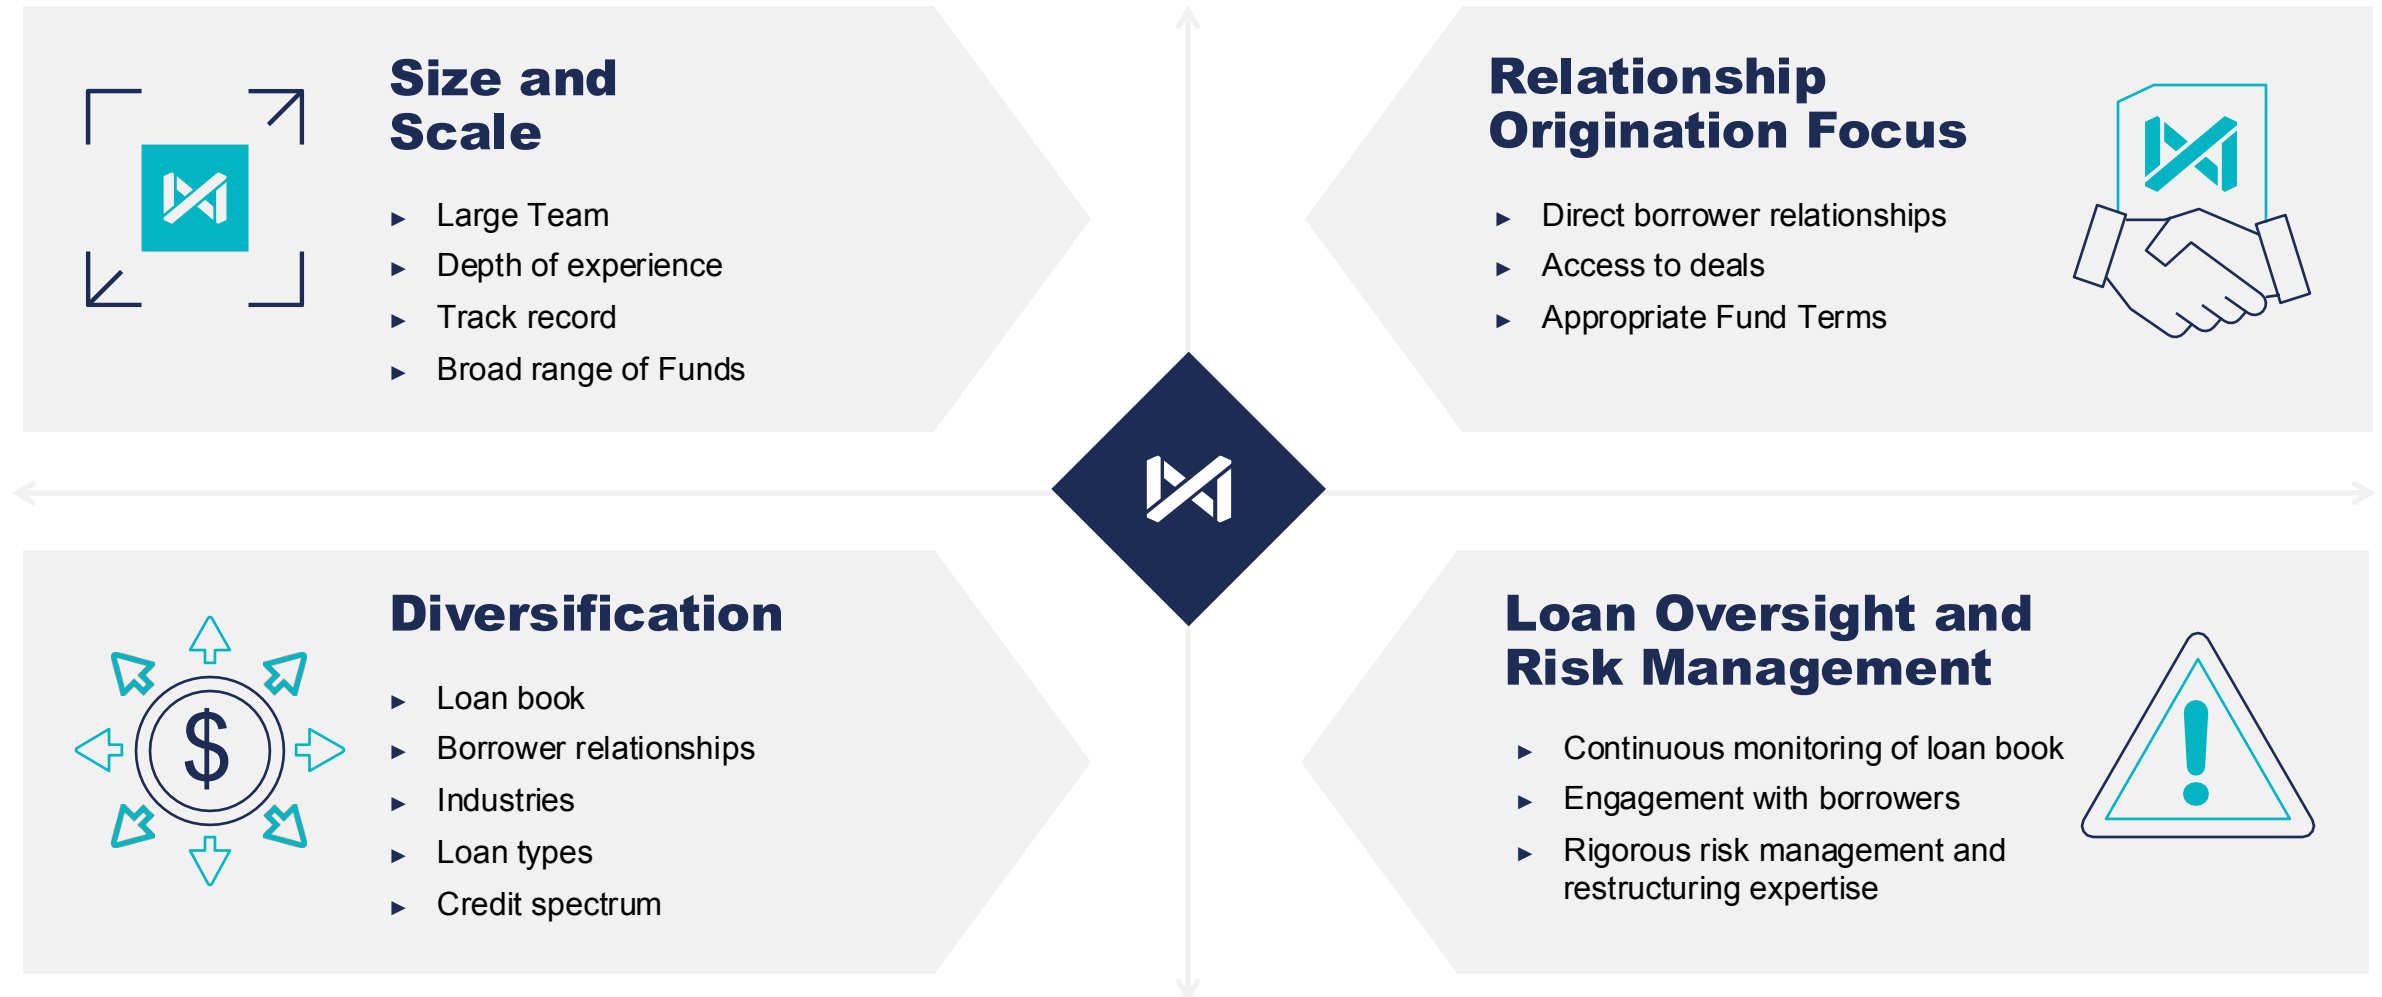 Size and
Scale
► Large Team
► Depth of experience
► Track record
► Broad range of Funds
Relationship
Origination Focus
► Direct borrower relationships
► Access to deals
► Appropriate Fund Terms
Diversification
► Loan book
► Borrower relationships
► Industries
► Loan types
► Credit spectrum
$
Loan Oversight and
Risk Management
► Continuous monitoring of loan book
► Engagement with borrowers
► Rigorous risk management and
restructuring expertise
!